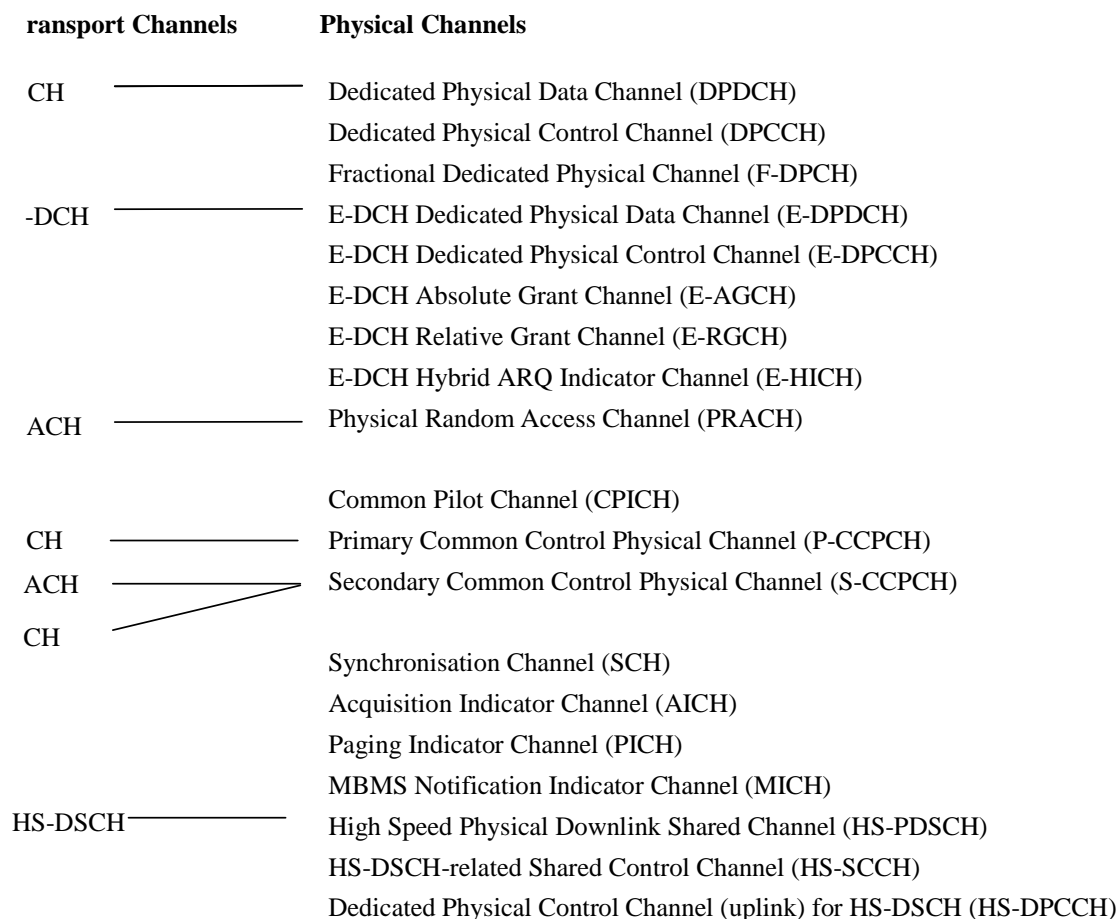 ransport Channels Physical Channels
CH Dedicated Physical Data Channel (DPDCH)
Dedicated Physical Control Channel (DPCCH)
Fractional Dedicated Physical Channel (F-DPCH)
-DCH E-DCH Dedicated Physical Data Channel (E-DPDCH)
E-DCH Dedicated Physical Control Channel (E-DPCCH)
E-DCH Absolute Grant Channel (E-AGCH)
E-DCH Relative Grant Channel (E-RGCH)
E-DCH Hybrid ARQ Indicator Channel (E-HICH)
ACH Physical Random Access Channel (PRACH)
Common Pilot Channel (CPICH)
CH Primary Common Control Physical Channel (P-CCPCH)
ACH Secondary Common Control Physical Channel (S-CCPCH)
CH
Synchronisation Channel (SCH)
Acquisition Indicator Channel (AICH)
Paging Indicator Channel (PICH)
MBMS Notification Indicator Channel (MICH)
HS-DSCH High Speed Physical Downlink Shared Channel (HS-PDSCH)
HS-DSCH-related Shared Control Channel (HS-SCCH)
Dedicated Physical Control Channel (uplink) for HS-DSCH (HS-DPCCH)